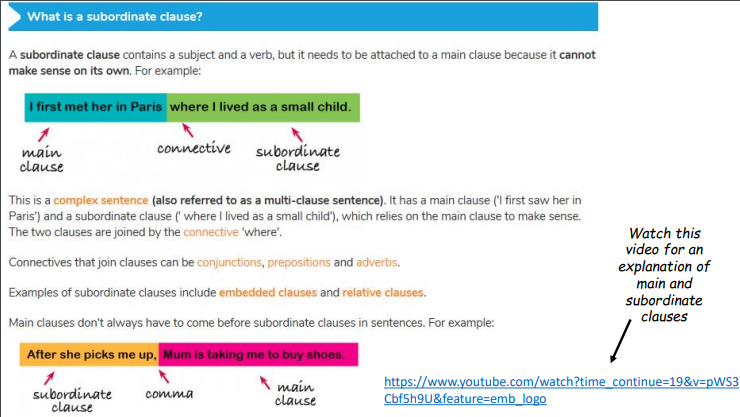 What is a subordinate clause?
A subordinate clause contains a subject and a verb, but it needs to be attached to a main clause because it cannot
make sense on its own. For example:
I first met her in Paris where I lived as a small child.
main
clause
connective
subordinate
clause
This is a complex sentence (also referred to as a multi-clause sentence). It has a main clause ('I first saw her in
Paris') and a subordinate clause (' where I lived as a small child'), which relies on the main clause to make sense.
The two clauses are joined by the connective 'where'.
Connectives that join clauses can be conjunctions, prepositions and adverbs.
Examples of subordinate clauses include embedded clauses and relative clauses.
Main clauses don't always have to come before subordinate clauses in sentences. For example:
After she picks me up, Mum is taking me to buy shoes.
subordinate
clause
comma
main
clause
Watch this
video for an
explanation of
main and
subordinate
clauses
https://www.youtube.com/watch?time_continue=19&v=pWS3
Cbf5h9U&feature=emb_logo